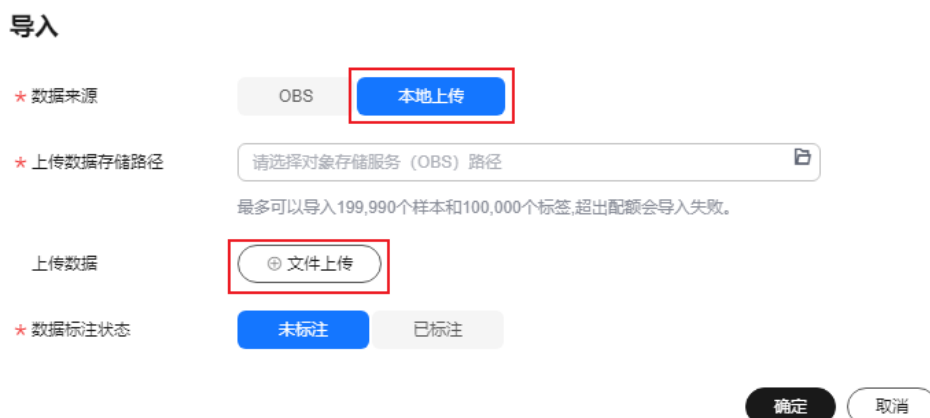 导入
* 数据来源 OBS 本地上传
* 上传数据存储路径 请选择对象存储服务（OBS）路径
最多可以导入199,990个样本和100,000个标签,超出配额会导入失败。
上传数据 文件上传
* 数据标注状态 未标注 已标注
确定 取消